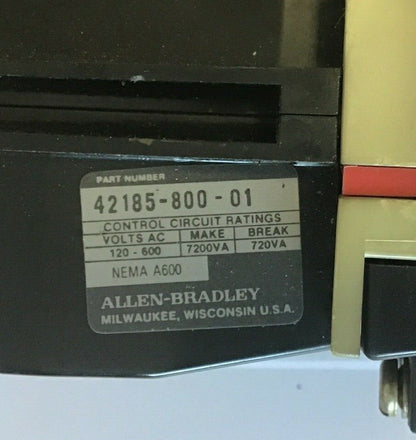 PART NUMBER
42185-800-01
CONTROL CIRCUIT RATINGS
VOLTS AC MAKE BREAK
120 - 600 7200VA 720VA
NEMA A600
ALLEN-BRADLEY
MILWAUKEE, WISCONSIN U.S.A.